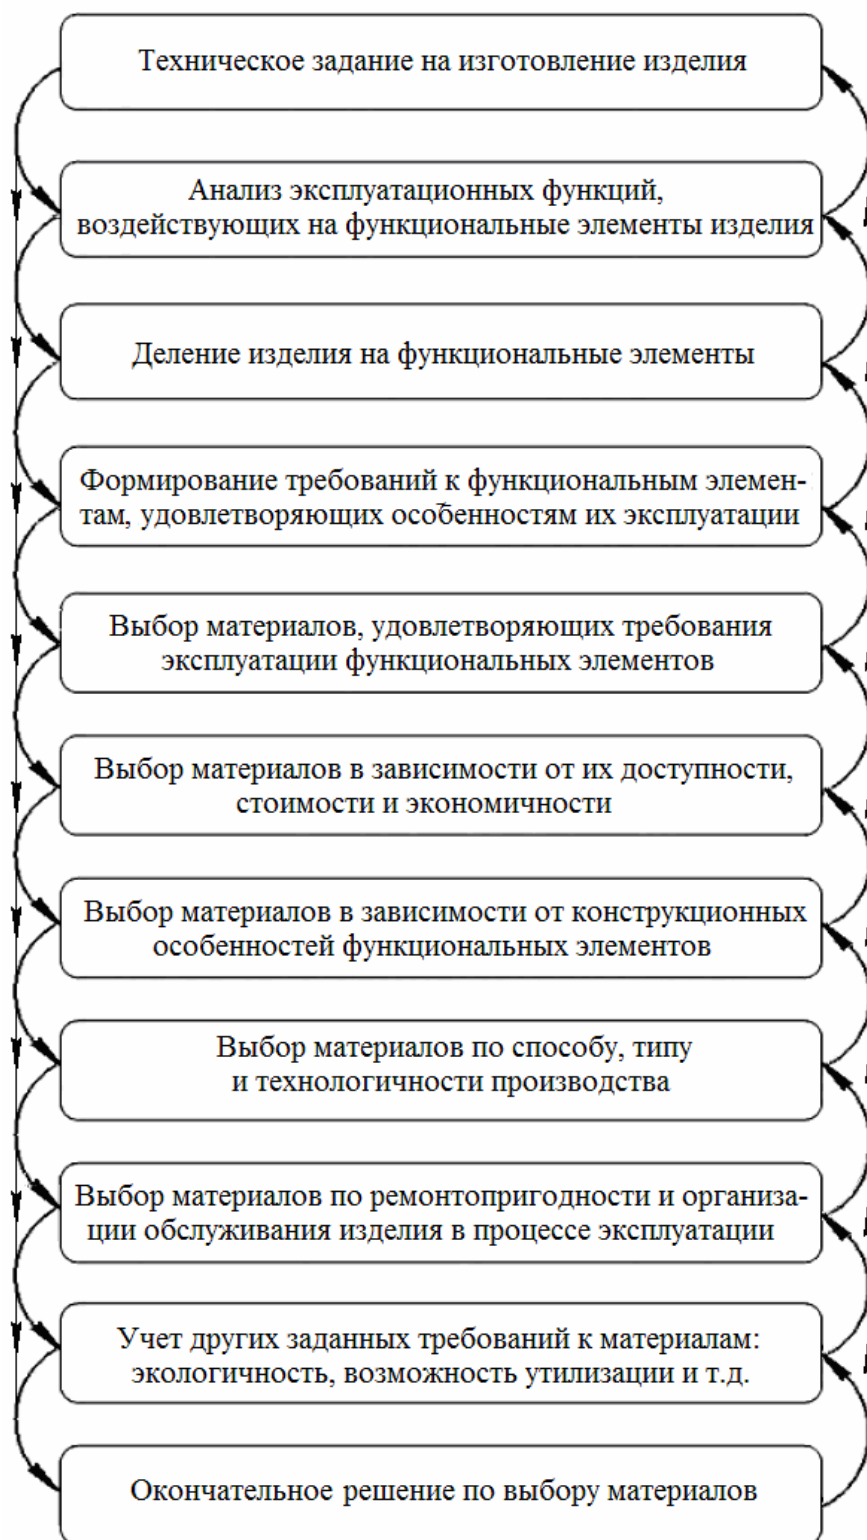 Техническое задание на изготовление изделия
Анализ эксплуатационных функций,
воздействующих на функциональные элементы изделия
Деление изделия на функциональные элементы
Формирование требований к функциональным элемен-
там, удовлетворяющих особенностям их эксплуатации
Выбор материалов, удовлетворяющих требования
эксплуатации функциональных элементов
Выбор материалов в зависимости от их доступности,
стоимости и экономичности
Выбор материалов в зависимости от конструкционных
особенностей функциональных элементов
Выбор материалов по способу, типу
и технологичности производства
Выбор материалов по ремонтопригодности и организа-
ции обслуживания изделия в процессе эксплуатации
Учет других заданных требований к материалам:
экологичность, возможность утилизации и т.д.
Окончательное решение по выбору материалов